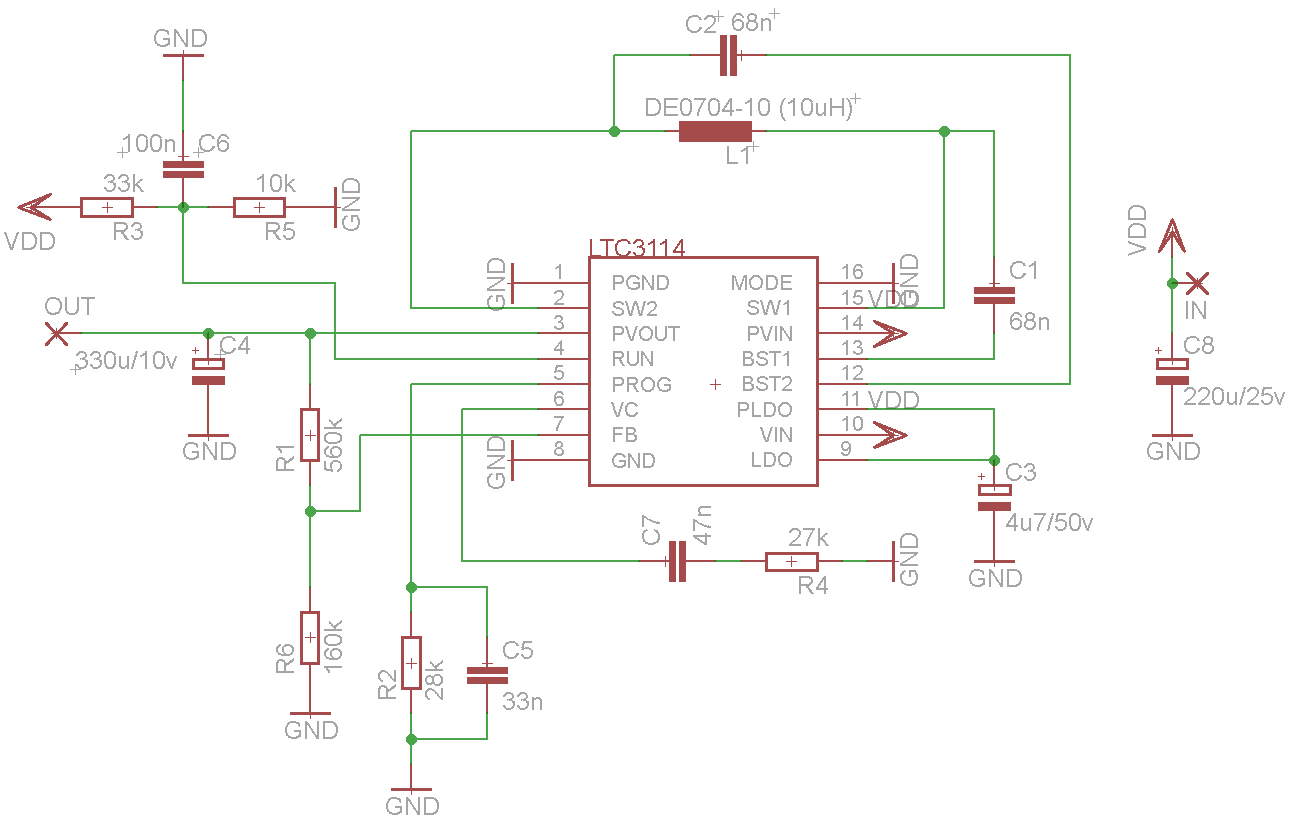 C2 68n
GND
DE0704-10 (10uH)
100n C6
L1
33k 10k
GND
VDD R3 R5
VDD
LTC3114
GND 1 PGND MODE 16 GND
C1
2 SW2 SW1 15 VDD
IN
OUT 3 PVOUT PVIN 14
68n
330u/10v C4
4 RUN BST1 13
C8
5 PROG BST2 12
220u/25v
6 VC PLDO 11 VDD
7 FB VIN 10
GND
R1 560k
GND 8 GND LDO 9
GND
C3
4u7/50v
C7 47n
27k
GND
R4
GND
R6 160k
C5
R2 28k
33n
GND
GND